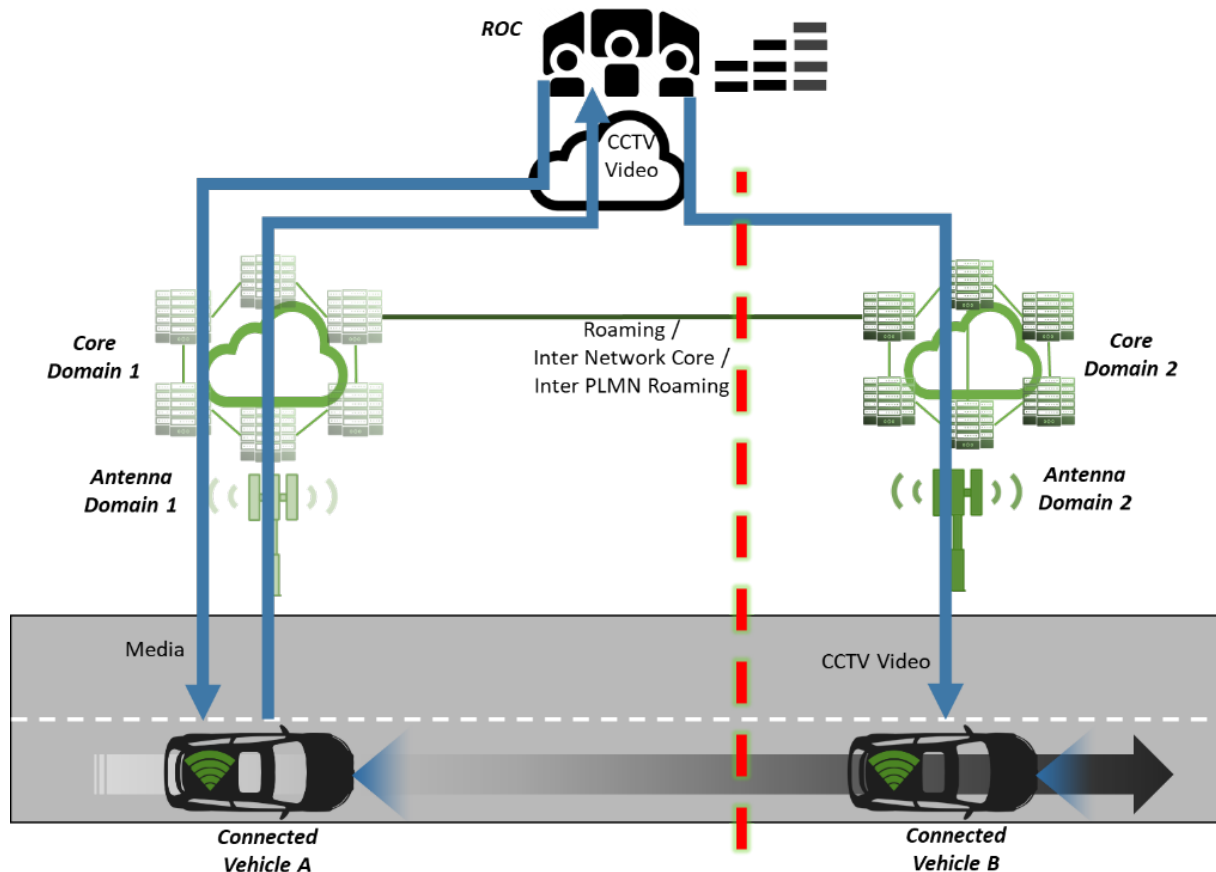 ROC
CCTV
Video
Roaming /
Inter Network Core /
Inter PLMN Roaming
Core
Domain 1
Core
Domain 2
Antenna
Domain 1
Antenna
Domain 2
Media
CCTV Video
Connected
Vehicle A
Connected
Vehicle B